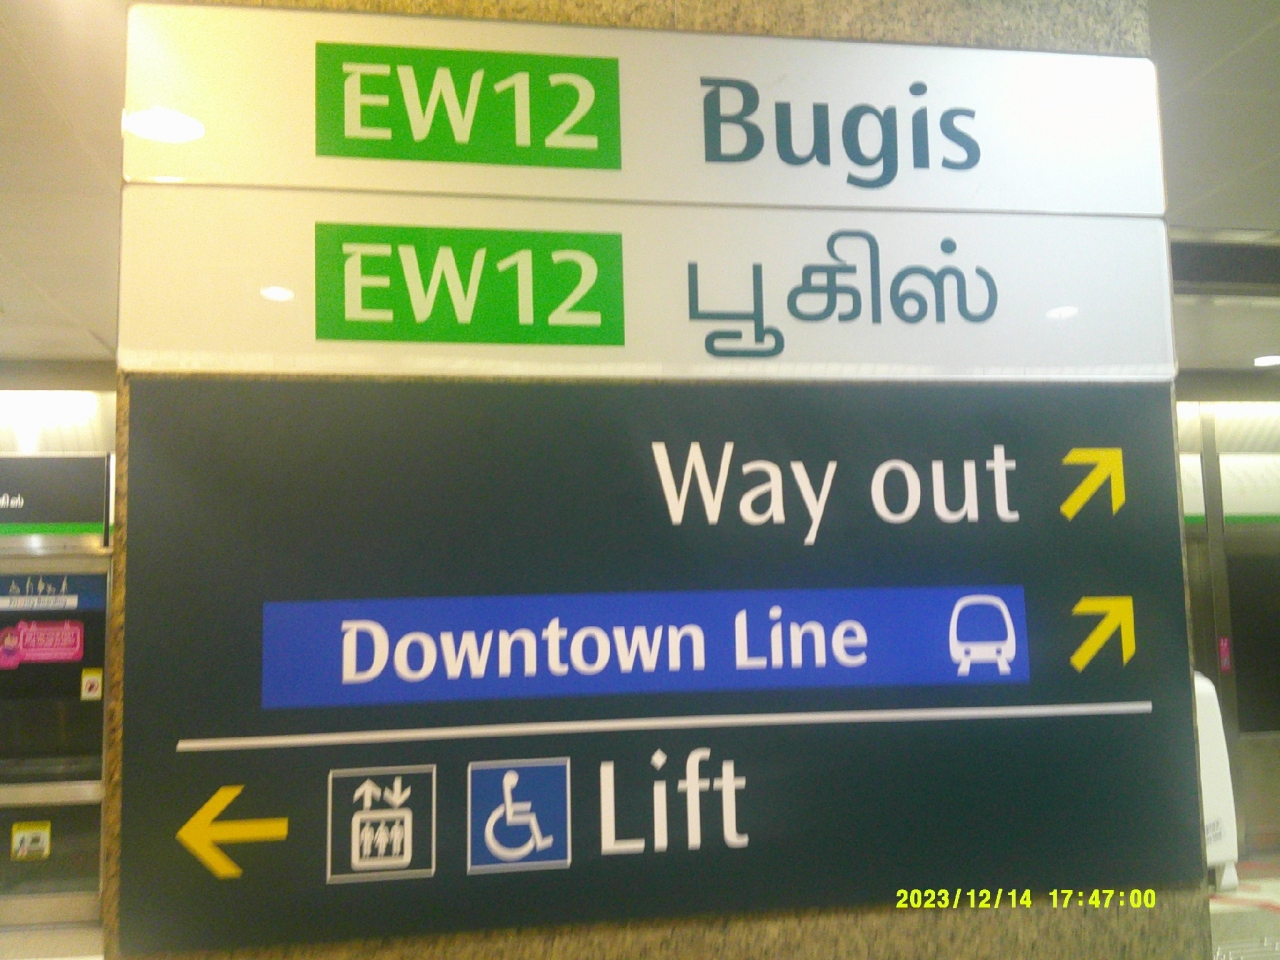 EW12 Bugis
EW12 பூகிஸ்
Way out
Downtown Line
Lift
2023/12/14 17:47:00